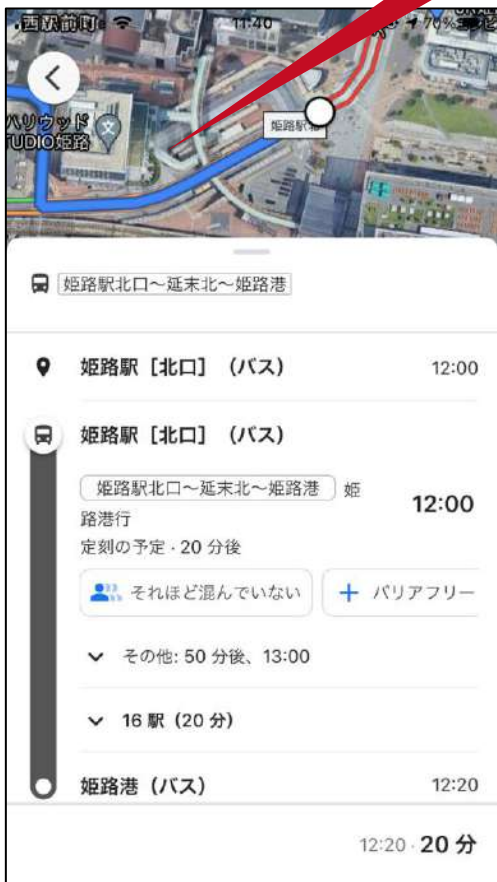 西駅前町
11:40
70%
ハリウッド
TUDIO姫路
文
姫路駅北
姫路駅北口〜延末北〜姫路港
姫路駅［北口］（バス） 12:00
姫路駅［北口］（バス）
姫路駅北口〜延末北〜姫路港 姫
路港行
12:00
定刻の予定 · 20 分後
それほど混んでいない
バリアフリー
その他: 50 分後、13:00
16 駅（20 分）
姫路港（バス） 12:20
12:20 · 20 分